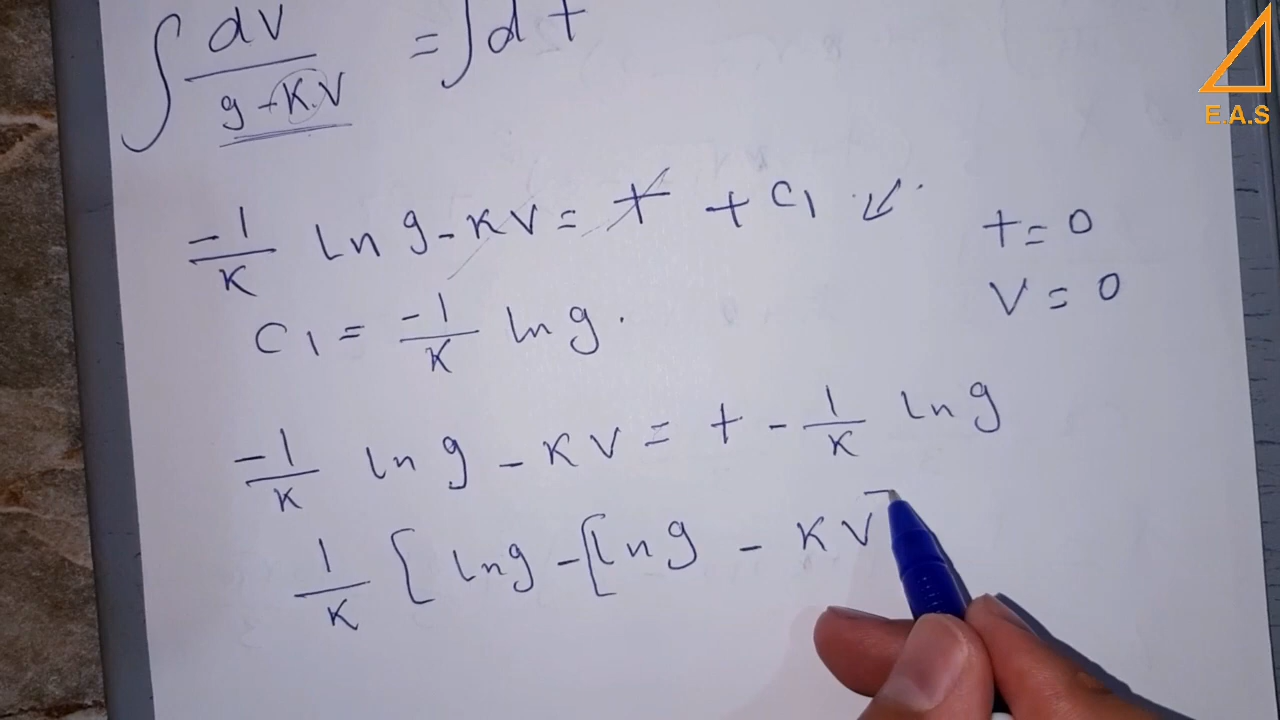 ∫ dv / g - K.V = ∫ dt
-1/K ln g - KV = t + C1
t = 0
V = 0
C1 = -1/K ln g.
-1/K ln g - KV = t - 1/K ln g
1/K [ ln g - [ ln g - KV
E.A.S